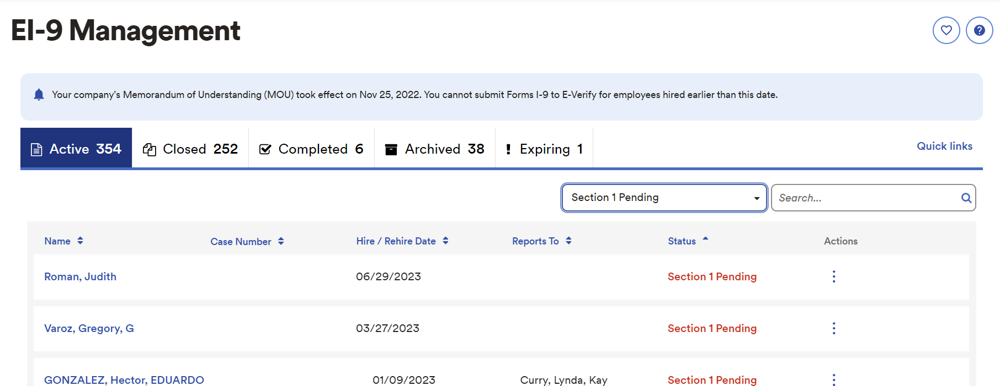 EI-9 Management
Your company's Memorandum of Understanding (MOU) took effect on Nov 25, 2022. You cannot submit Forms I-9 to E-Verify for employees hired earlier than this date.
Active 354 Closed 252 Completed 6 Archived 38 Expiring 1 Quick links
Section 1 Pending Search...
Name Case Number Hire / Rehire Date Reports To Status Actions
Roman, Judith 06/29/2023 Section 1 Pending
Varoz, Gregory, G 03/27/2023 Section 1 Pending
GONZALEZ, Hector, EDUARDO 01/09/2023 Curry, Lynda, Kay Section 1 Pending